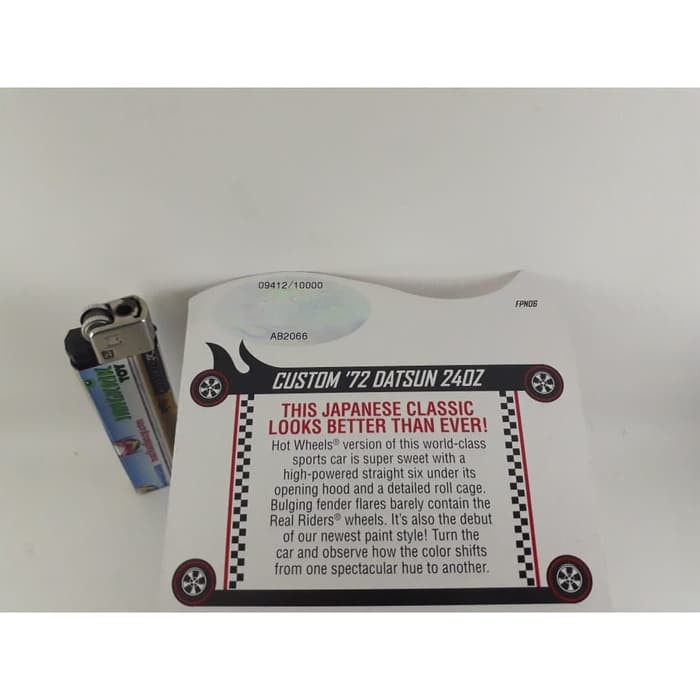 09412/10000
AB2066
FPN06
CUSTOM '72 DATSUN 240Z
THIS JAPANESE CLASSIC
LOOKS BETTER THAN EVER!
Hot Wheels® version of this world-class
sports car is super sweet with a
high-powered straight six under its
opening hood and a detailed roll cage.
Bulging fender flares barely contain the
Real Riders® wheels. It's also the debut
of our newest paint style! Turn the
car and observe how the color shifts
from one spectacular hue to another.